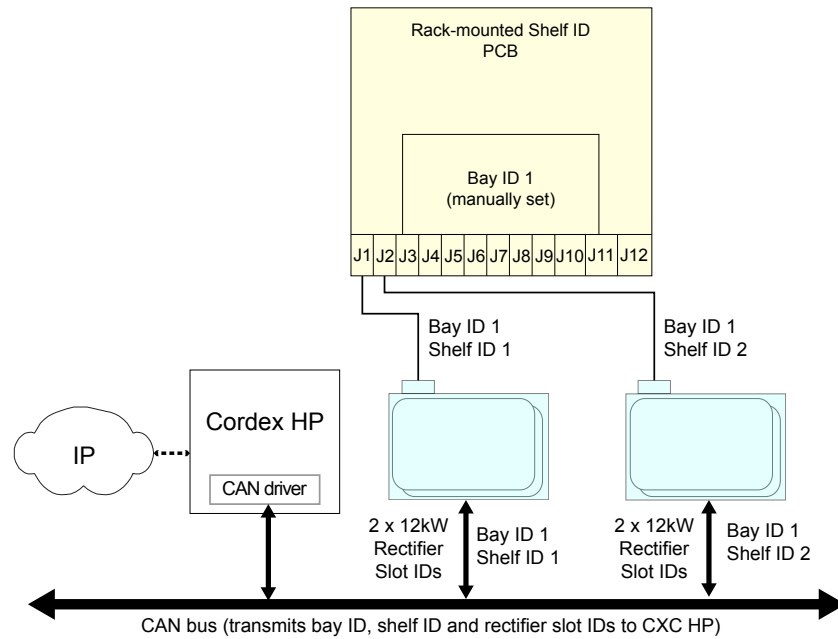 Rack-mounted Shelf ID
PCB
Bay ID 1
(manually set)
J1 J2 J3 J4 J5 J6 J7 J8 J9 J10 J11 J12
Bay ID 1
Shelf ID 1
Bay ID 1
Shelf ID 2
IP
Cordex HP
CAN driver
2 x 12kW
Rectifier
Slot IDs
Bay ID 1
Shelf ID 1
2 x 12kW
Rectifier
Slot IDs
Bay ID 1
Shelf ID 2
CAN bus (transmits bay ID, shelf ID and rectifier slot IDs to CXC HP)